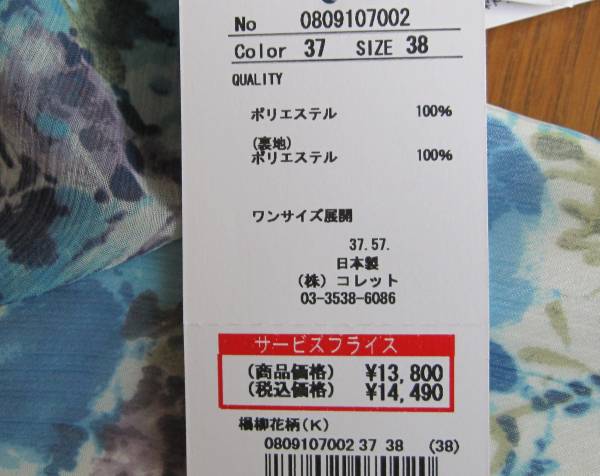 No 0809107002
Color 37 SIZE 38
QUALITY
ポリエステル 100%
(裏地)
ポリエステル 100%
ワンサイズ展開
37.57.
日本製
(株) コレット
03-3538-6086
サービスプライス
(商品価格) ¥13,800
(税込価格) ¥14,490
楊柳花柄(K)
0809107002 37 38 (38)